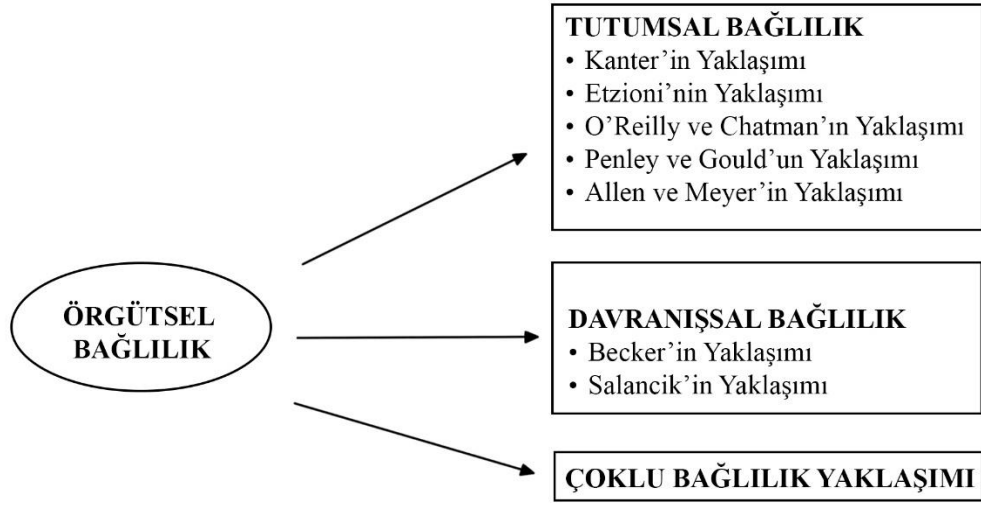 TUTUMSAL BAĞLILIK
• Kanter’in Yaklaşımı
• Etzioni’nin Yaklaşımı
• O’Reilly ve Chatman’ın Yaklaşımı
• Penley ve Gould’un Yaklaşımı
• Allen ve Meyer’in Yaklaşımı
ÖRGÜTSEL
BAĞLILIK
DAVRANIŞSAL BAĞLILIK
• Becker’in Yaklaşımı
• Salancik’in Yaklaşımı
ÇOKLU BAĞLILIK YAKLAŞIMI